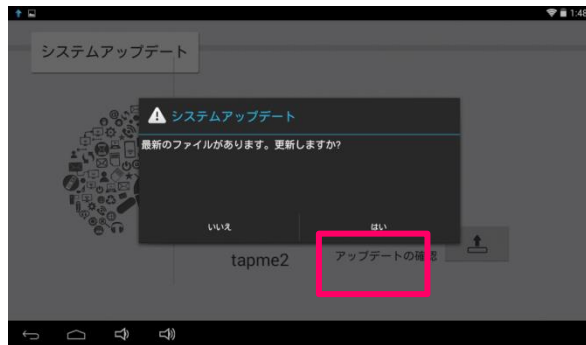 1:48
システムアップデート
システムアップデート
最新のファイルがあります。更新しますか?
いいえ
はい
アップデートの確認
tapme2